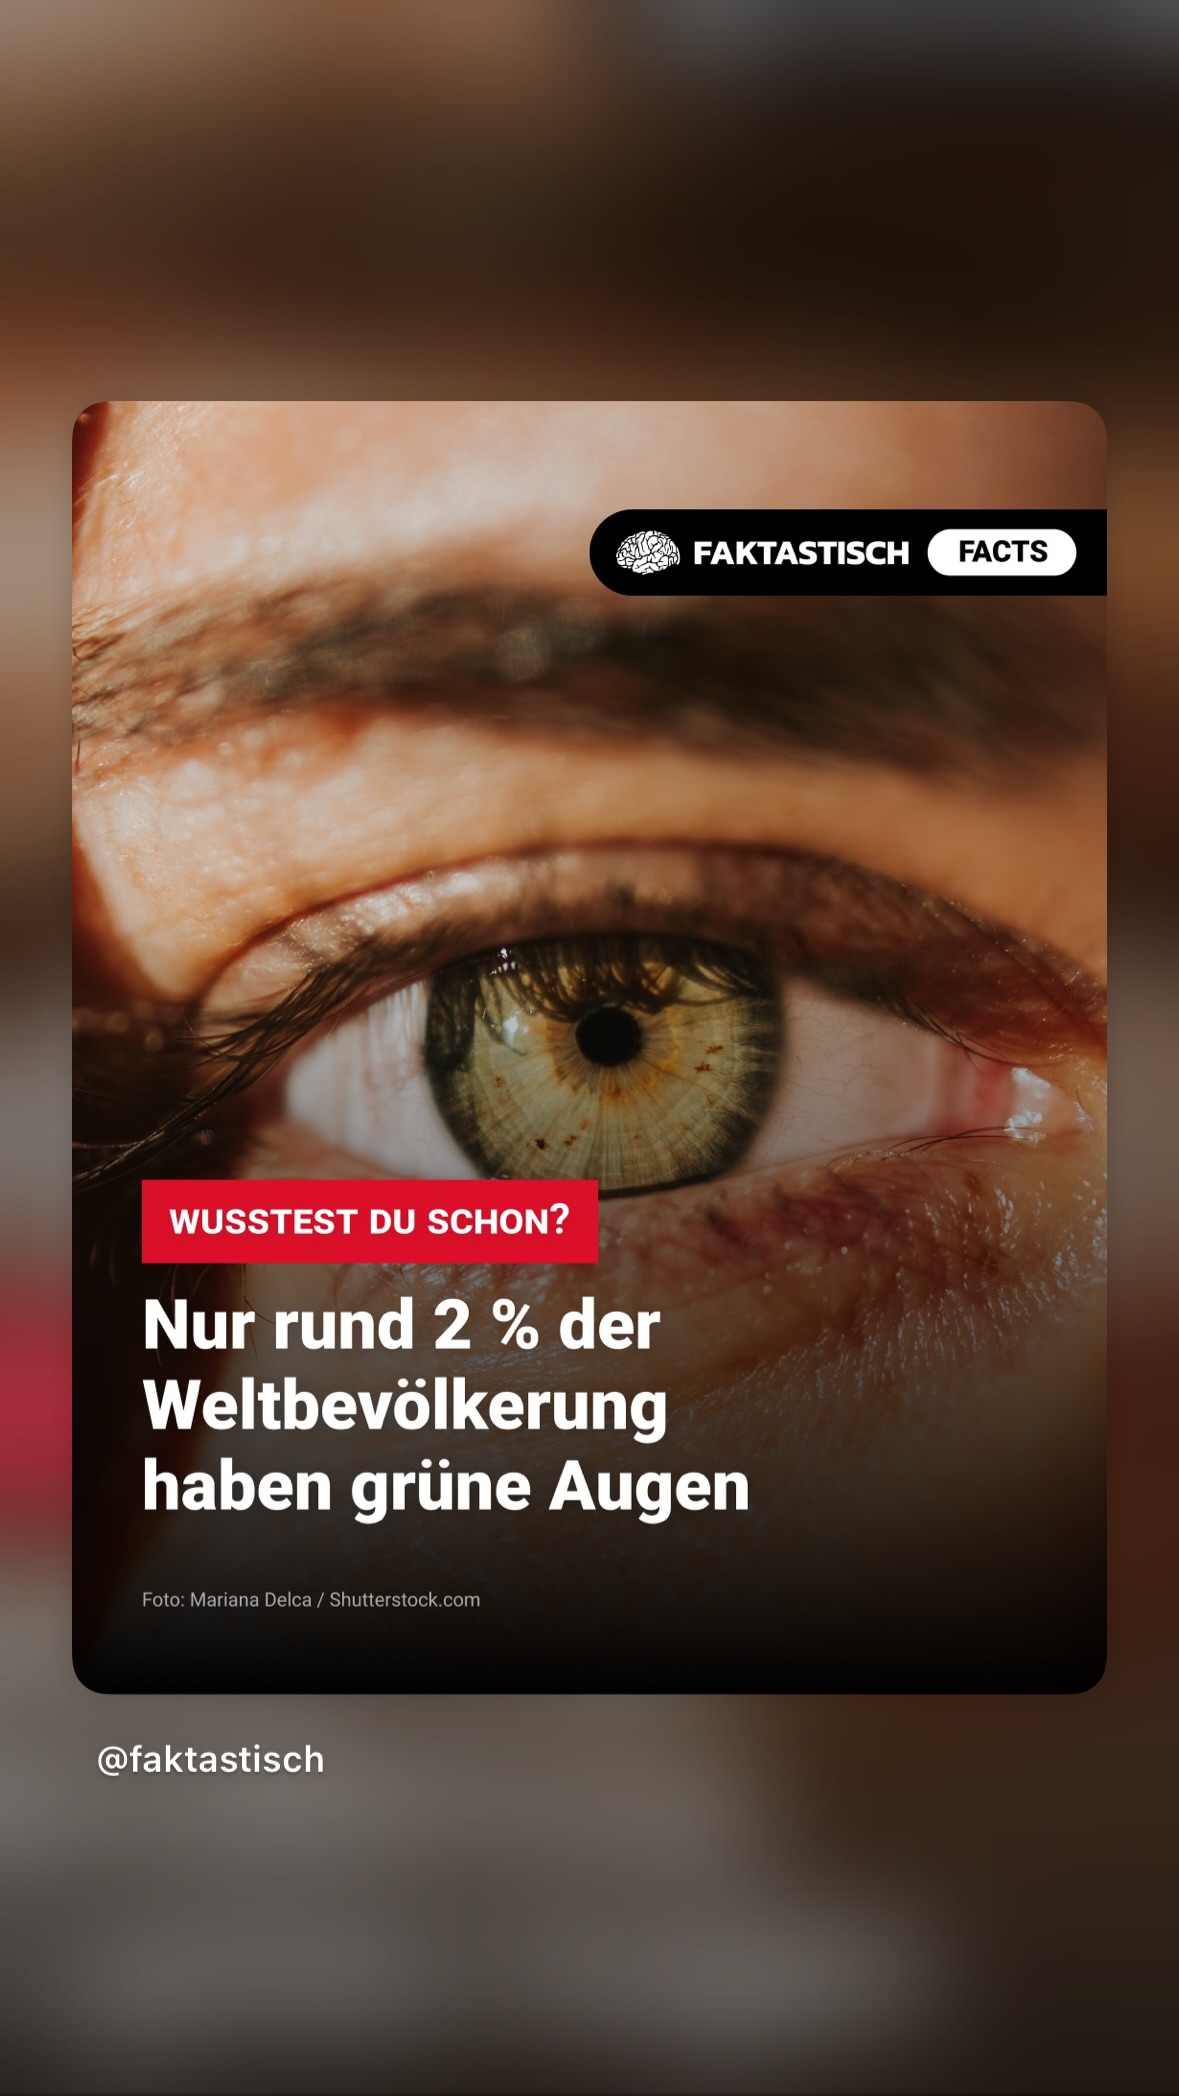 FAKTASTISCH FACTS
WUSSTEST DU SCHON?
Nur rund 2 % der
Weltbevölkerung
haben grüne Augen
Foto: Mariana Delca / Shutterstock.com
@faktastisch